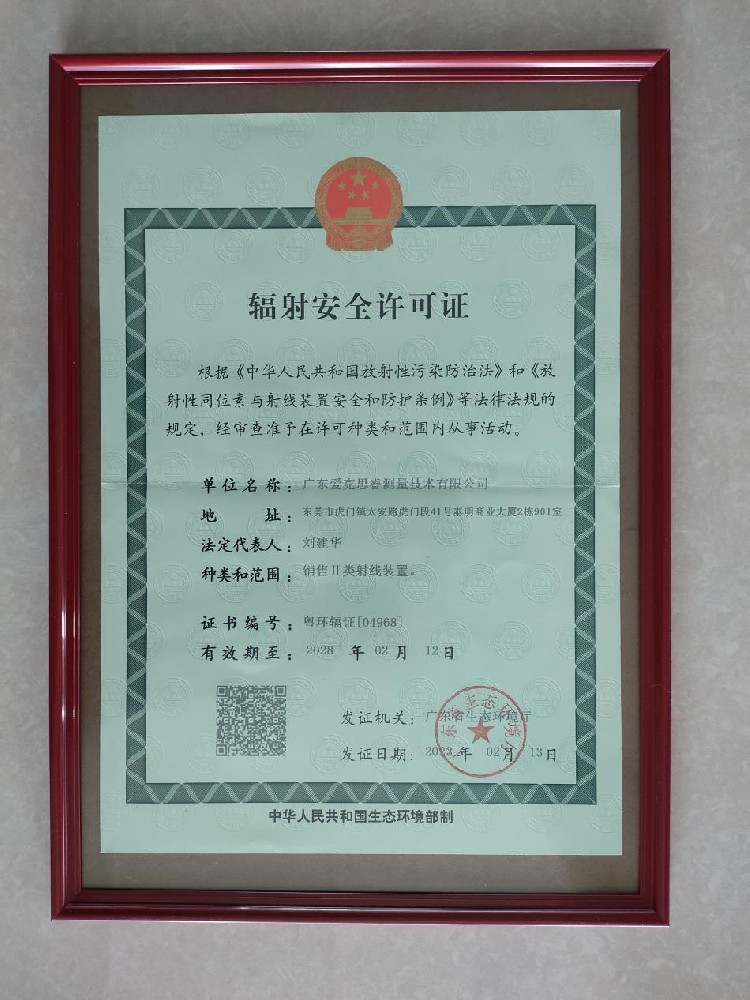 辐射安全许可证
根据《中华人民共和国放射性污染防治法》和《放
射性同位素与射线装置安全和防护条例》等法律法规的
规定，经审查准予在许可种类和范围内从事活动。
单位名称：广东爱克思睿测量技术有限公司
地　　址：东莞市虎门镇太安路虎门段41号嘉明商业大厦2栋901室
法定代表人：刘建华
种类和范围：销售Ⅱ类射线装置。
证书编号：粤环辐证[04968]
有效期至：2028 年 02 月 12 日
发证机关：广东省生态环境厅
发证日期：2023 年 02 月 13 日
中华人民共和国生态环境部制